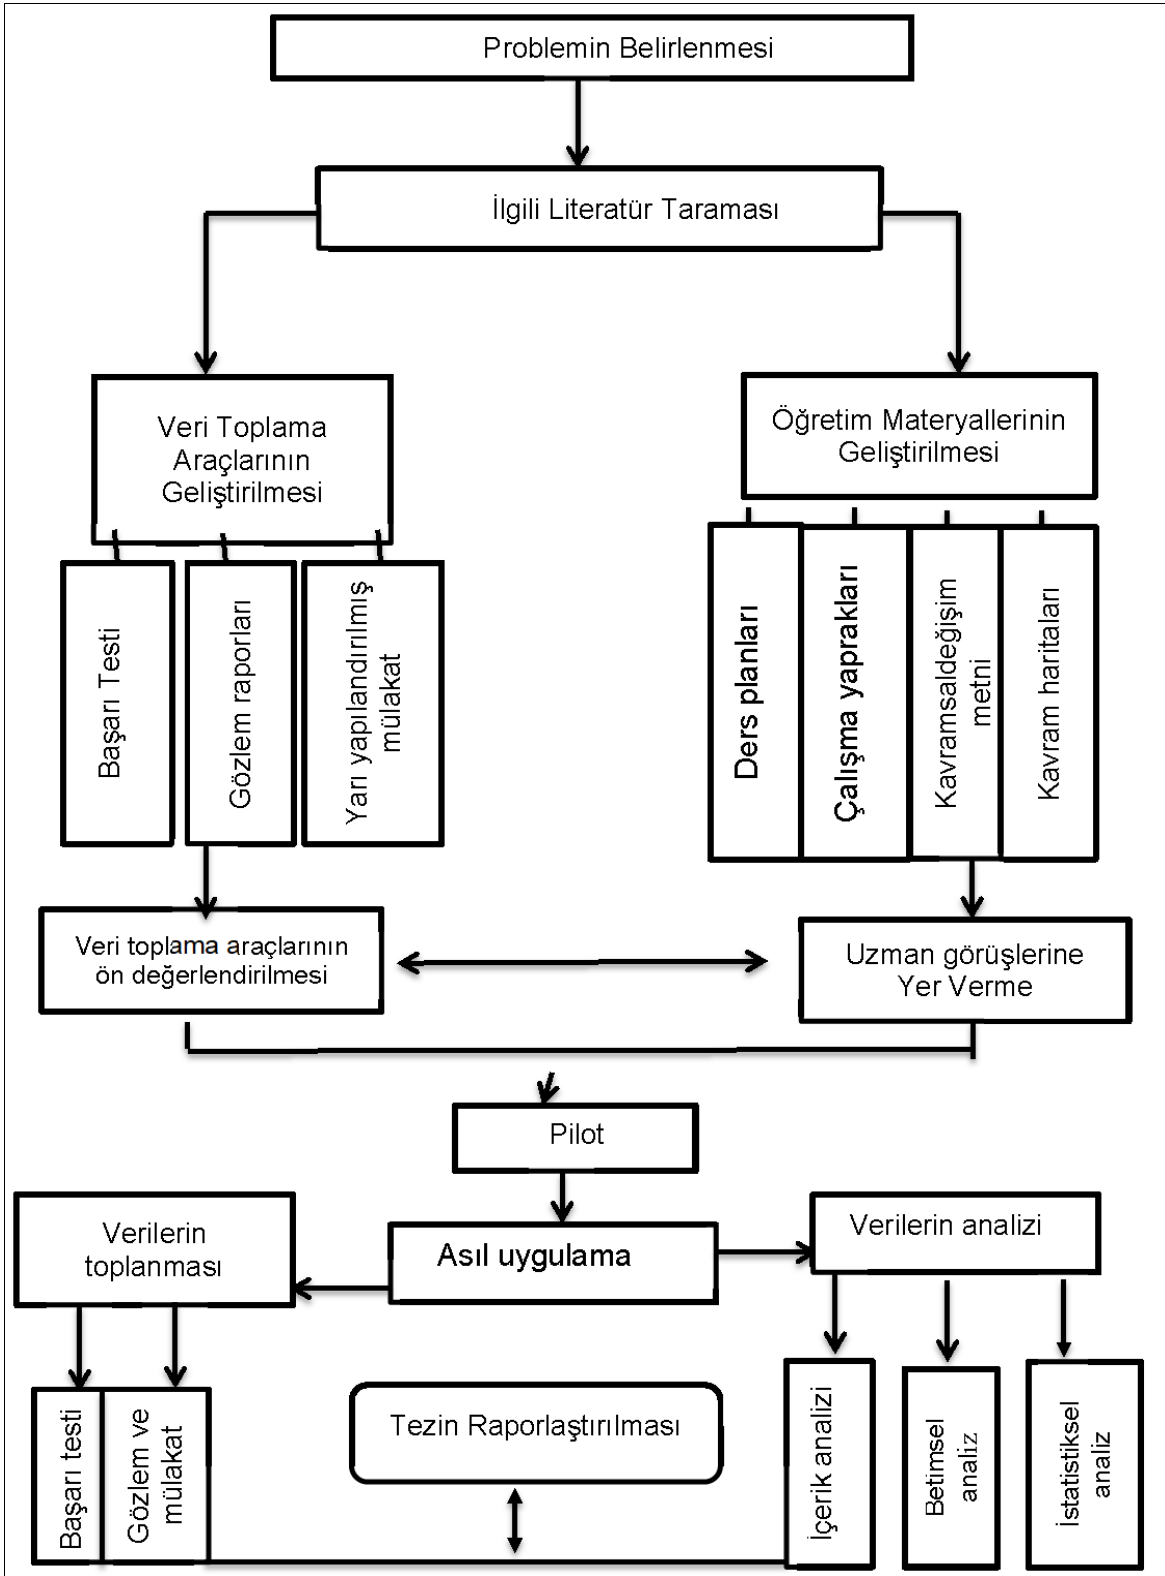 Problemin Belirlenmesi
İlgili Literatür Taraması
Veri Toplama
Araçlarının
Geliştirilmesi
Öğretim Materyallerinin
Geliştirilmesi
Başarı Testi
Gözlem raporları
Yarı yapılandırılmış
mülakat
Ders planları
Çalışma yaprakları
Kavramsaldeğişim
metni
Kavram haritaları
Veri toplama araçlarının
ön değerlendirilmesi
Uzman görüşlerine
Yer Verme
Pilot
Verilerin
toplanması
Asıl uygulama
Verilerin analizi
Başarı testi
Gözlem ve
mülakat
Tezin Raporlaştırılması
İçerik analizi
Betimsel
analiz
İstatistiksel
analiz